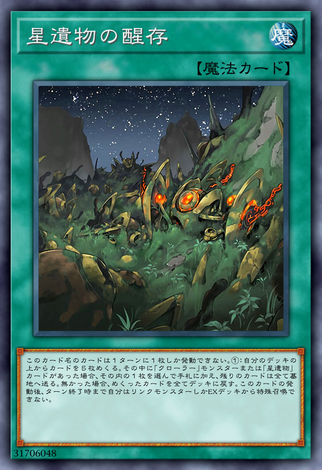 星遺物の醒存
魔
【魔法カード】
このカード名のカードは１ターンに１枚しか発動できない。①：自分のデッキの
上からカードを５枚めくる。その中に「クローラー」モンスターまたは「星遺物」
カードがあった場合、その内の１枚を選んで手札に加え、残りのカードは全て墓
地へ送る。無かった場合、めくったカードを全てデッキに戻す。このカードの発
動後、ターン終了時まで自分はリンクモンスターしかEXデッキから特殊召喚で
きない。
31706048